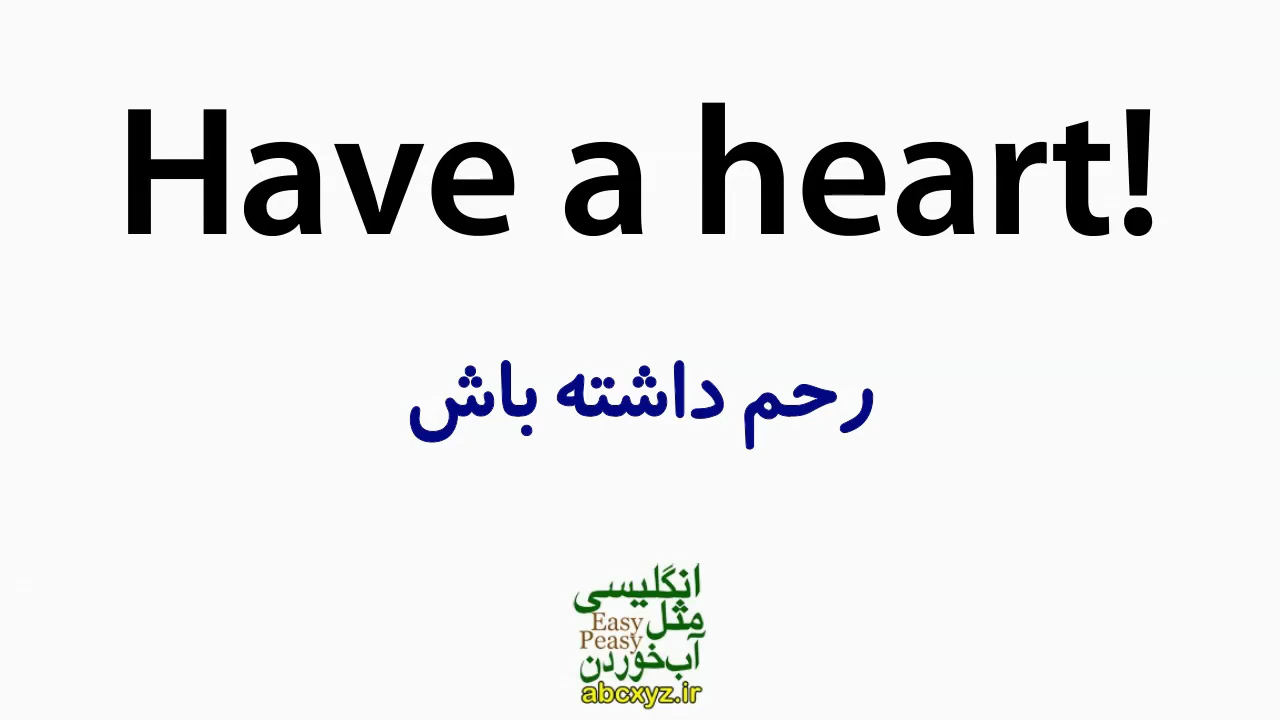 Have a heart!
رحم داشته باش
انگلیسی
مثل Easy
Peasy
آب‌خوردن
abcxyz.ir